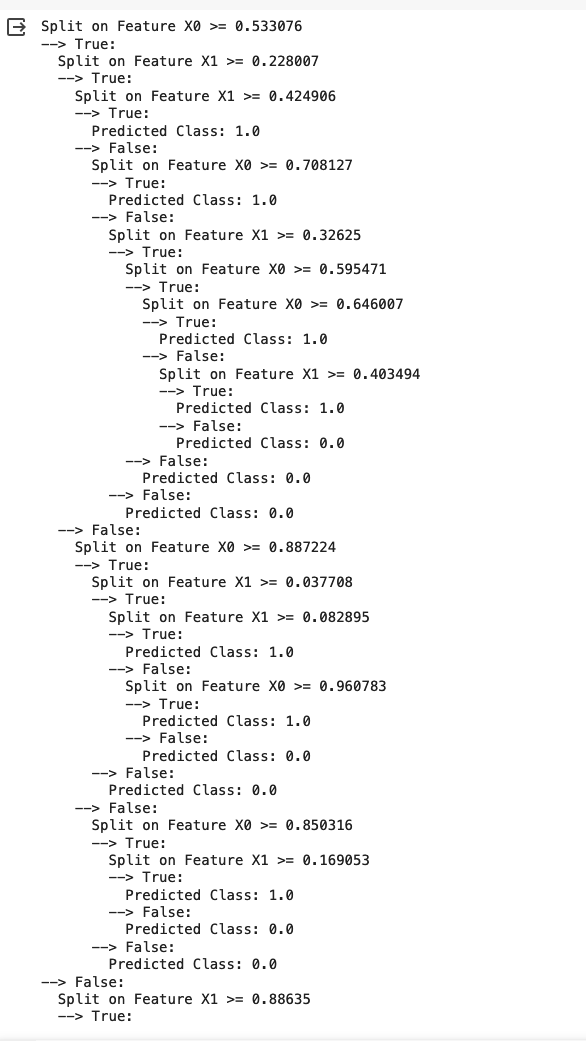 Split on Feature X0 >= 0.533076
--> True:
  Split on Feature X1 >= 0.228007
  --> True:
    Split on Feature X1 >= 0.424906
    --> True:
      Predicted Class: 1.0
    --> False:
      Split on Feature X0 >= 0.708127
      --> True:
        Predicted Class: 1.0
      --> False:
        Split on Feature X1 >= 0.32625
        --> True:
          Split on Feature X0 >= 0.595471
          --> True:
            Split on Feature X0 >= 0.646007
            --> True:
              Predicted Class: 1.0
            --> False:
              Split on Feature X1 >= 0.403494
              --> True:
                Predicted Class: 1.0
              --> False:
                Predicted Class: 0.0
          --> False:
            Predicted Class: 0.0
        --> False:
          Predicted Class: 0.0
  --> False:
    Split on Feature X0 >= 0.887224
    --> True:
      Split on Feature X1 >= 0.037708
      --> True:
        Split on Feature X1 >= 0.082895
        --> True:
          Predicted Class: 1.0
        --> False:
          Split on Feature X0 >= 0.960783
          --> True:
            Predicted Class: 1.0
          --> False:
            Predicted Class: 0.0
      --> False:
        Predicted Class: 0.0
    --> False:
      Split on Feature X0 >= 0.850316
      --> True:
        Split on Feature X1 >= 0.169053
        --> True:
          Predicted Class: 1.0
        --> False:
          Predicted Class: 0.0
      --> False:
        Predicted Class: 0.0
--> False:
  Split on Feature X1 >= 0.88635
  --> True: